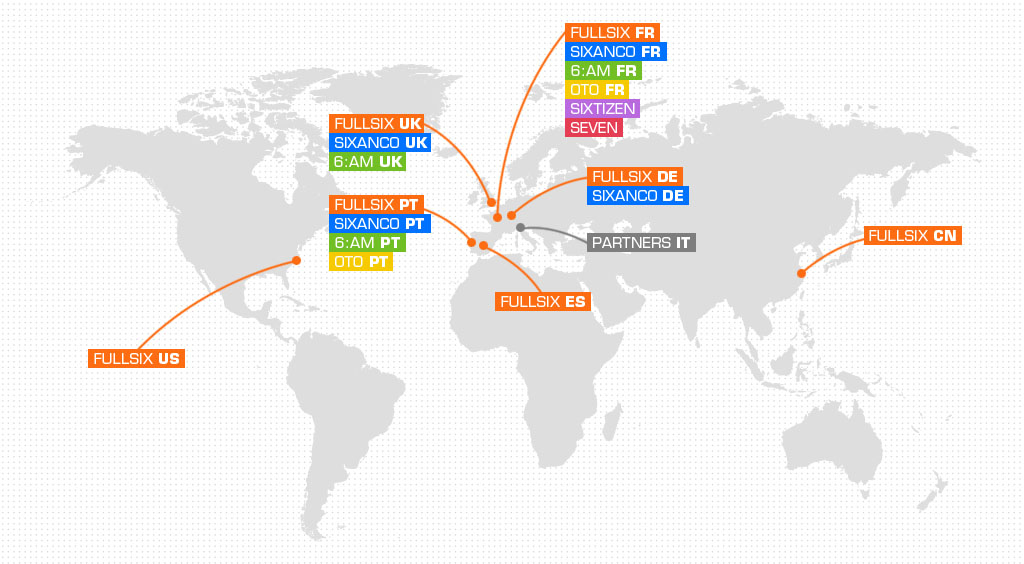 FULLSIX FR
SIXANCO FR
6:AM FR
OTO FR
SIXTIZEN
SEVEN
FULLSIX UK
SIXANCO UK
6:AM UK
FULLSIX DE
SIXANCO DE
FULLSIX PT
SIXANCO PT
6:AM PT
OTO PT
PARTNERS IT
FULLSIX CN
FULLSIX ES
FULLSIX US